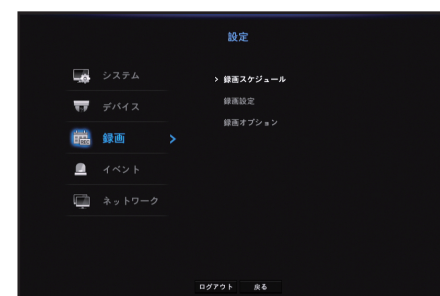 設定
システム
デバイス
録画
イベント
ネットワーク
> 録画スケジュール
録画設定
録画オプション
ログアウト 戻る